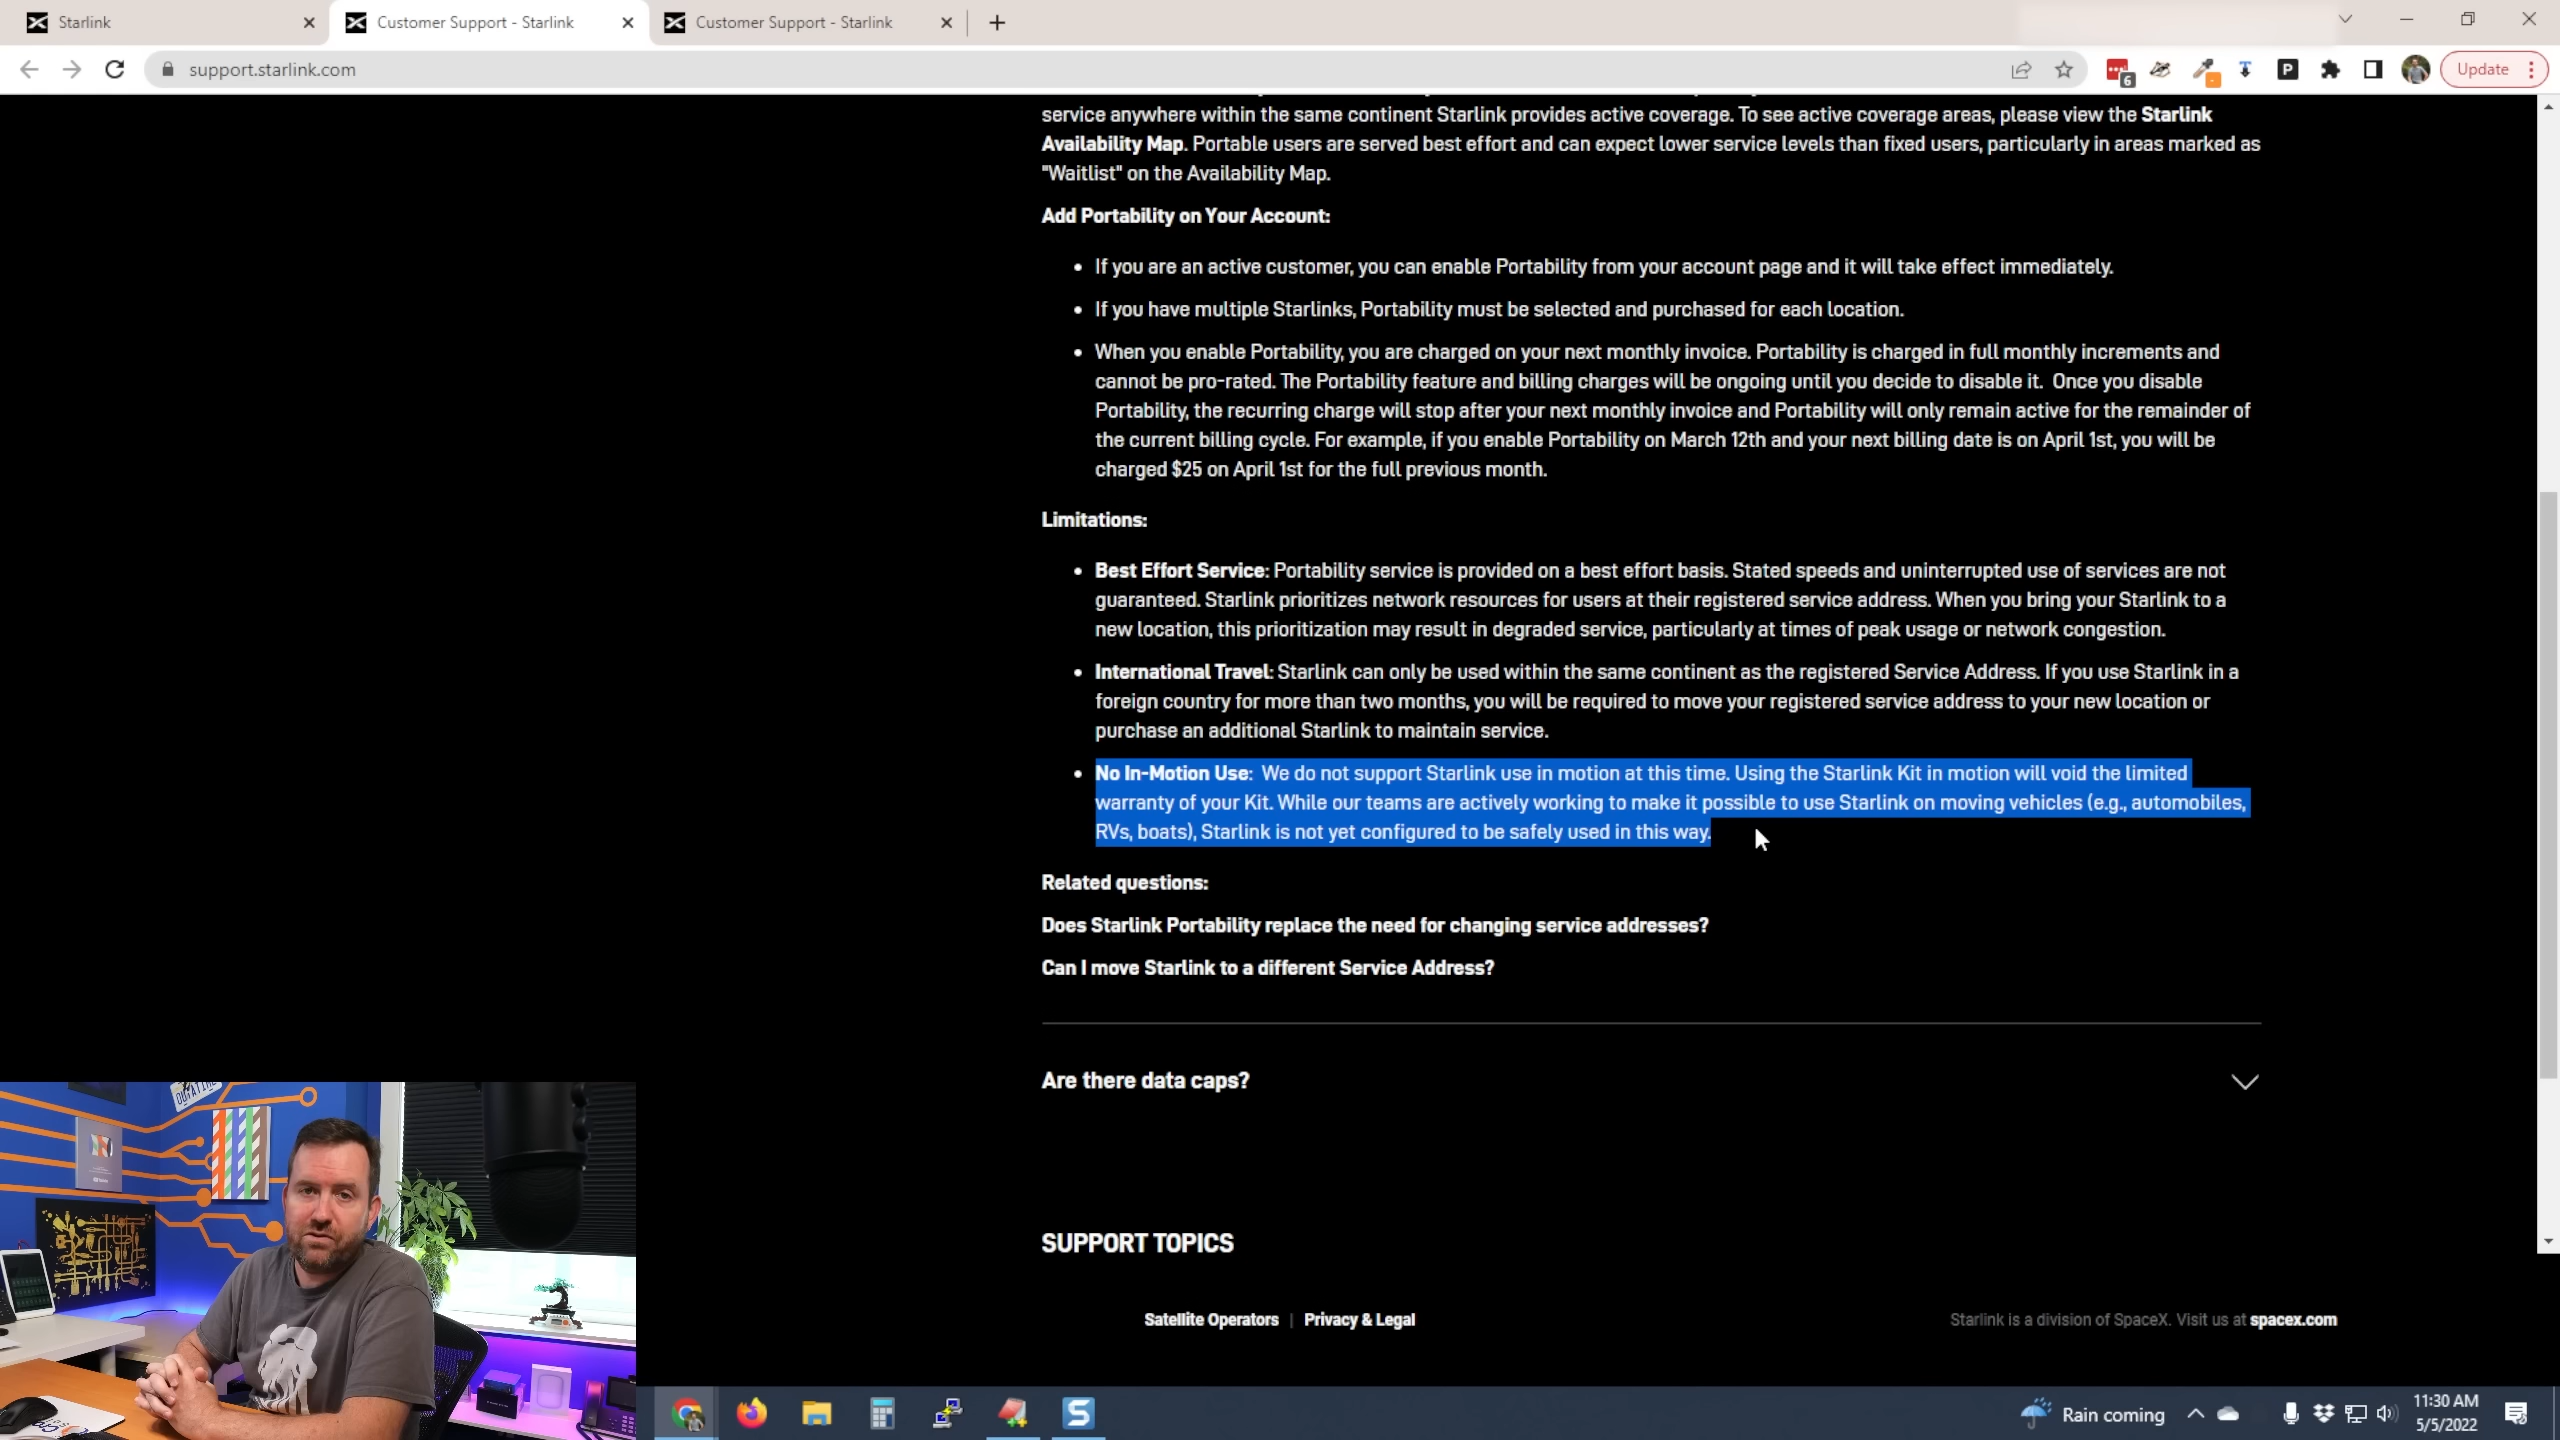 Starlink
Customer Support - Starlink
Customer Support - Starlink
support.starlink.com
6
P
Update
service anywhere within the same continent Starlink provides active coverage. To see active coverage areas, please view the Starlink
Availability Map. Portable users are served best effort and can expect lower service levels than fixed users, particularly in areas marked as
"Waitlist" on the Availability Map.
Add Portability on Your Account:
• If you are an active customer, you can enable Portability from your account page and it will take effect immediately.
• If you have multiple Starlinks, Portability must be selected and purchased for each location.
• When you enable Portability, you are charged on your next monthly invoice. Portability is charged in full monthly increments and
cannot be pro-rated. The Portability feature and billing charges will be ongoing until you decide to disable it. Once you disable
Portability, the recurring charge will stop after your next monthly invoice and Portability will only remain active for the remainder of
the current billing cycle. For example, if you enable Portability on March 12th and your next billing date is on April 1st, you will be
charged $25 on April 1st for the full previous month.
Limitations:
• Best Effort Service: Portability service is provided on a best effort basis. Stated speeds and uninterrupted use of services are not
guaranteed. Starlink prioritizes network resources for users at their registered service address. When you bring your Starlink to a
new location, this prioritization may result in degraded service, particularly at times of peak usage or network congestion.
• International Travel: Starlink can only be used within the same continent as the registered Service Address. If you use Starlink in a
foreign country for more than two months, you will be required to move your registered service address to your new location or
purchase an additional Starlink to maintain service.
• No In-Motion Use: We do not support Starlink use in motion at this time. Using the Starlink Kit in motion will void the limited
warranty of your Kit. While our teams are actively working to make it possible to use Starlink on moving vehicles (e.g., automobiles,
RVs, boats), Starlink is not yet configured to be safely used in this way.
Related questions:
Does Starlink Portability replace the need for changing service addresses?
Can I move Starlink to a different Service Address?
Are there data caps?
SUPPORT TOPICS
Satellite Operators | Privacy & Legal
Starlink is a division of SpaceX. Visit us at spacex.com
S
Rain coming
11:30 AM
5/5/2022